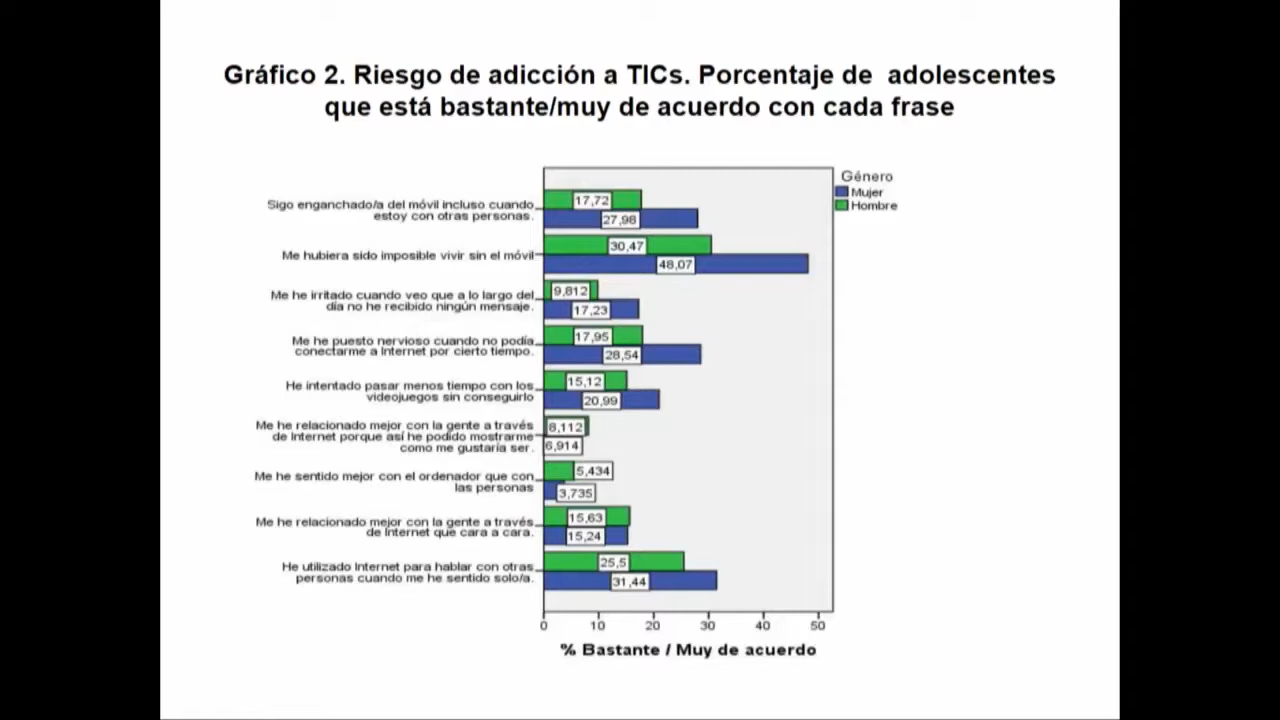 Gráfico 2. Riesgo de adicción a TICs. Porcentaje de adolescentes
que está bastante/muy de acuerdo con cada frase
Género
Mujer
Hombre
Sigo enganchado/a del móvil incluso cuando
estoy con otras personas.
17,72
27,98
Me hubiera sido imposible vivir sin el móvil
30,47
48,07
Me he irritado cuando veo que a lo largo del
día no he recibido ningún mensaje.
9,812
17,23
Me he puesto nervioso cuando no podía
conectarme a Internet por cierto tiempo.
17,95
28,54
He intentado pasar menos tiempo con los
videojuegos sin conseguirlo
15,12
20,99
Me he relacionado mejor con la gente a través
de Internet porque así he podido mostrarme
como me gustaría ser.
8,112
6,914
Me he sentido mejor con el ordenador que con
las personas
5,434
3,735
Me he relacionado mejor con la gente a través
de Internet que cara a cara.
15,63
15,24
He utilizado Internet para hablar con otras
personas cuando me he sentido solo/a.
25,5
31,44
0 10 20 30 40 50
% Bastante / Muy de acuerdo